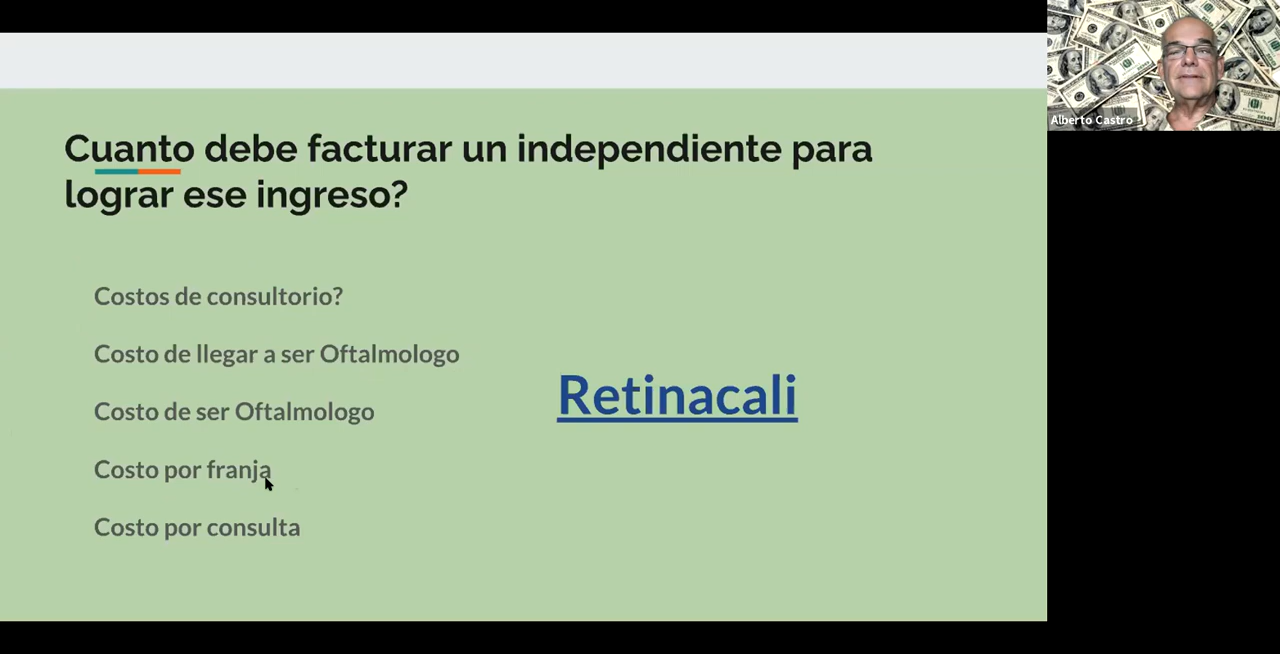 Cuanto debe facturar un independiente para
lograr ese ingreso?
Costos de consultorio?
Costo de llegar a ser Oftalmologo
Costo de ser Oftalmologo
Costo por franja
Costo por consulta
Retinacali
Alberto Castro